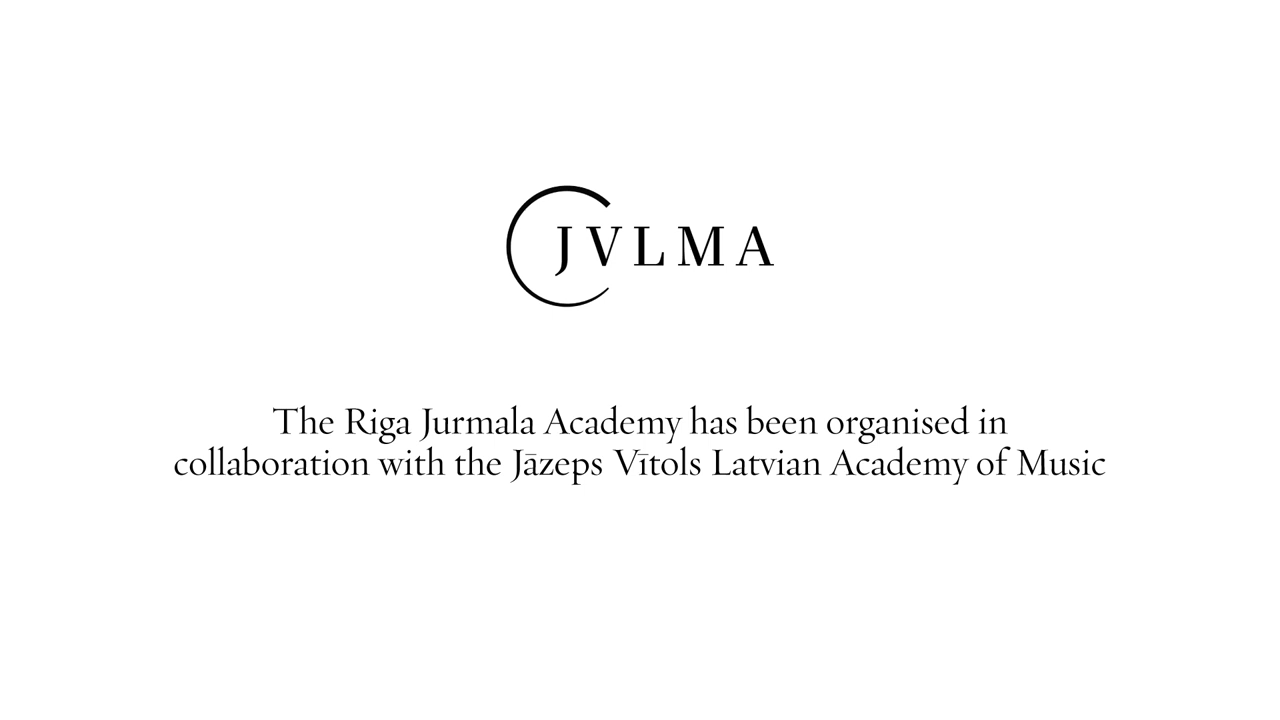 JVLMA
The Riga Jurmala Academy has been organised in
collaboration with the Jāzeps Vītols Latvian Academy of Music